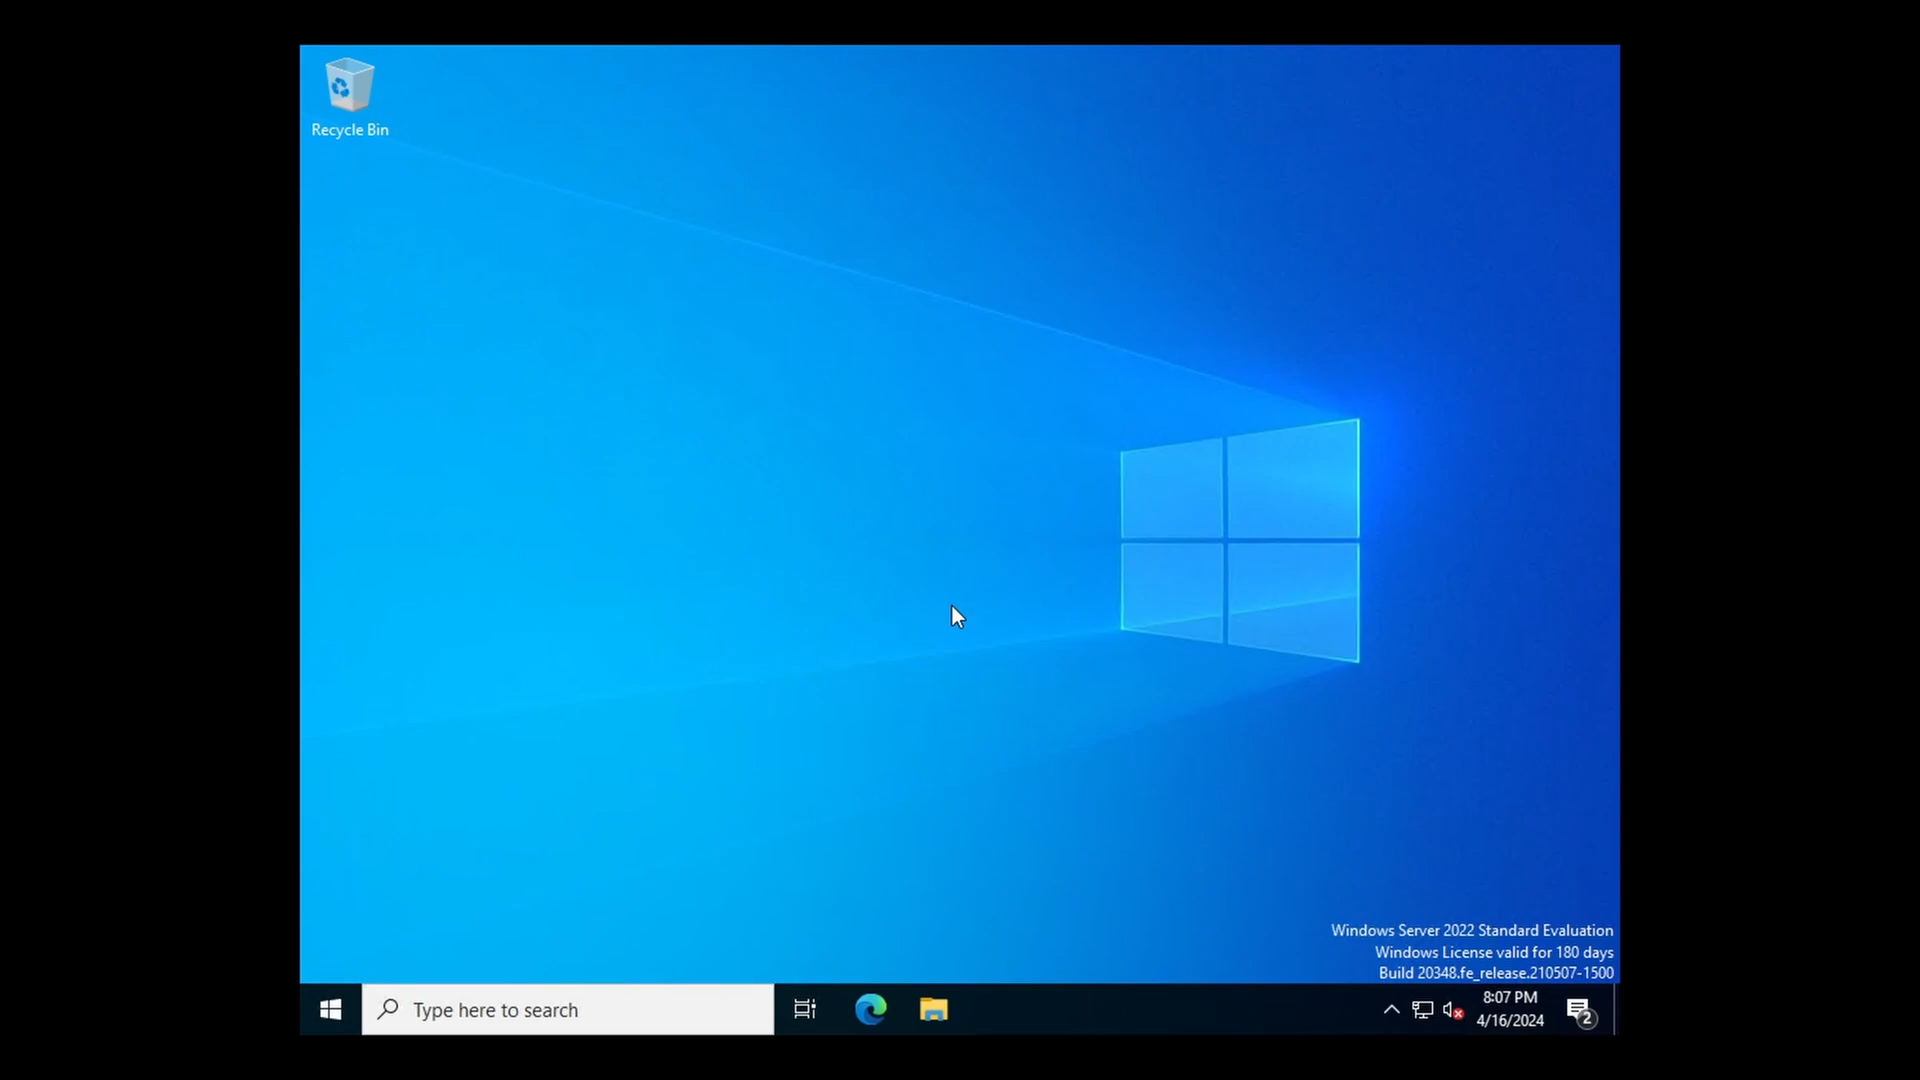 Recycle Bin
Windows Server 2022 Standard Evaluation
Windows License valid for 180 days
Build 20348.fe_release.210507-1500
Type here to search
8:07 PM
4/16/2024
2